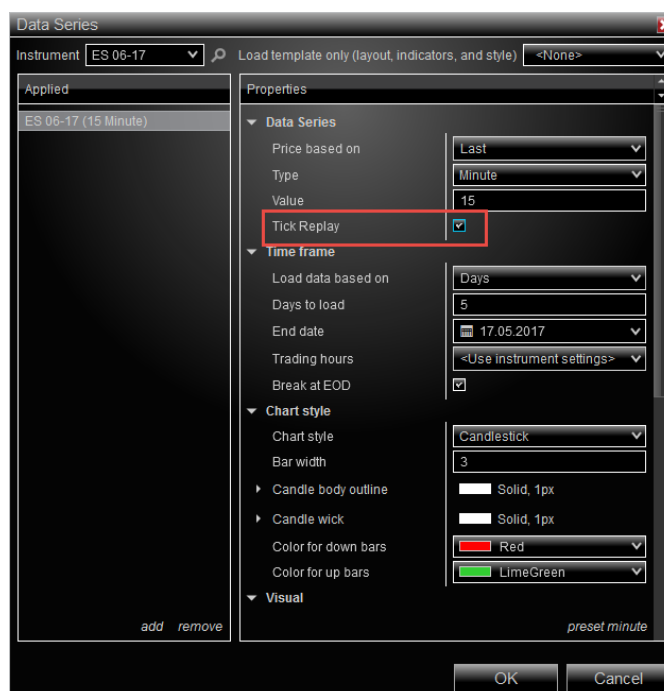 Data Series
Instrument ES 06-17 Load template only (layout, indicators, and style) <None>
Applied
ES 06-17 (15 Minute)
add remove
Properties
Data Series
Price based on Last
Type Minute
Value 15
Tick Replay
Time frame
Load data based on Days
Days to load 5
End date 17.05.2017
Trading hours <Use instrument settings>
Break at EOD
Chart style
Chart style Candlestick
Bar width 3
Candle body outline Solid, 1px
Candle wick Solid, 1px
Color for down bars Red
Color for up bars LimeGreen
Visual
preset minute
OK Cancel